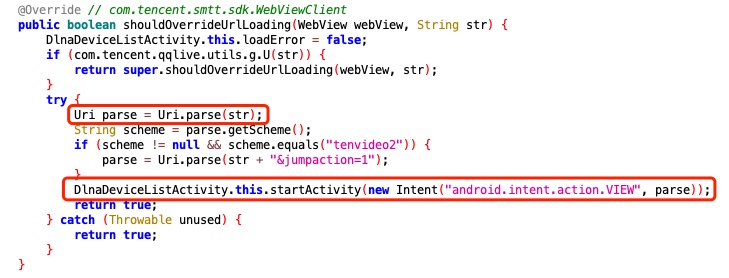 @Override // com.tencent.smtt.sdk.WebViewClient
public boolean shouldOverrideUrlLoading(WebView webView, String str) {
    DlnaDeviceListActivity.this.loadError = false;
    if (com.tencent.qqlive.utils.g.U(str)) {
        return super.shouldOverrideUrlLoading(webView, str);
    }
    try {
        Uri parse = Uri.parse(str);
        String scheme = parse.getScheme();
        if (scheme != null && scheme.equals("tenvideo2")) {
            parse = Uri.parse(str + "&jumpaction=1");
        }
        DlnaDeviceListActivity.this.startActivity(new Intent("android.intent.action.VIEW", parse));
        return true;
    } catch (Throwable unused) {
        return true;
    }
}